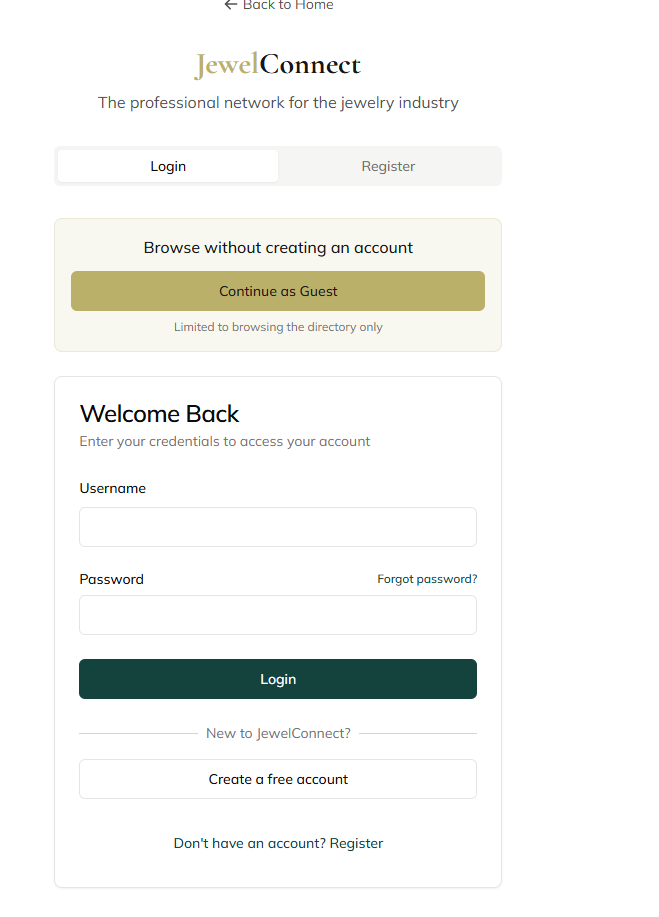 ← Back to Home
JewelConnect
The professional network for the jewelry industry
Login
Register
Browse without creating an account
Continue as Guest
Limited to browsing the directory only
Welcome Back
Enter your credentials to access your account
Username
Password
Forgot password?
Login
New to JewelConnect?
Create a free account
Don't have an account? Register